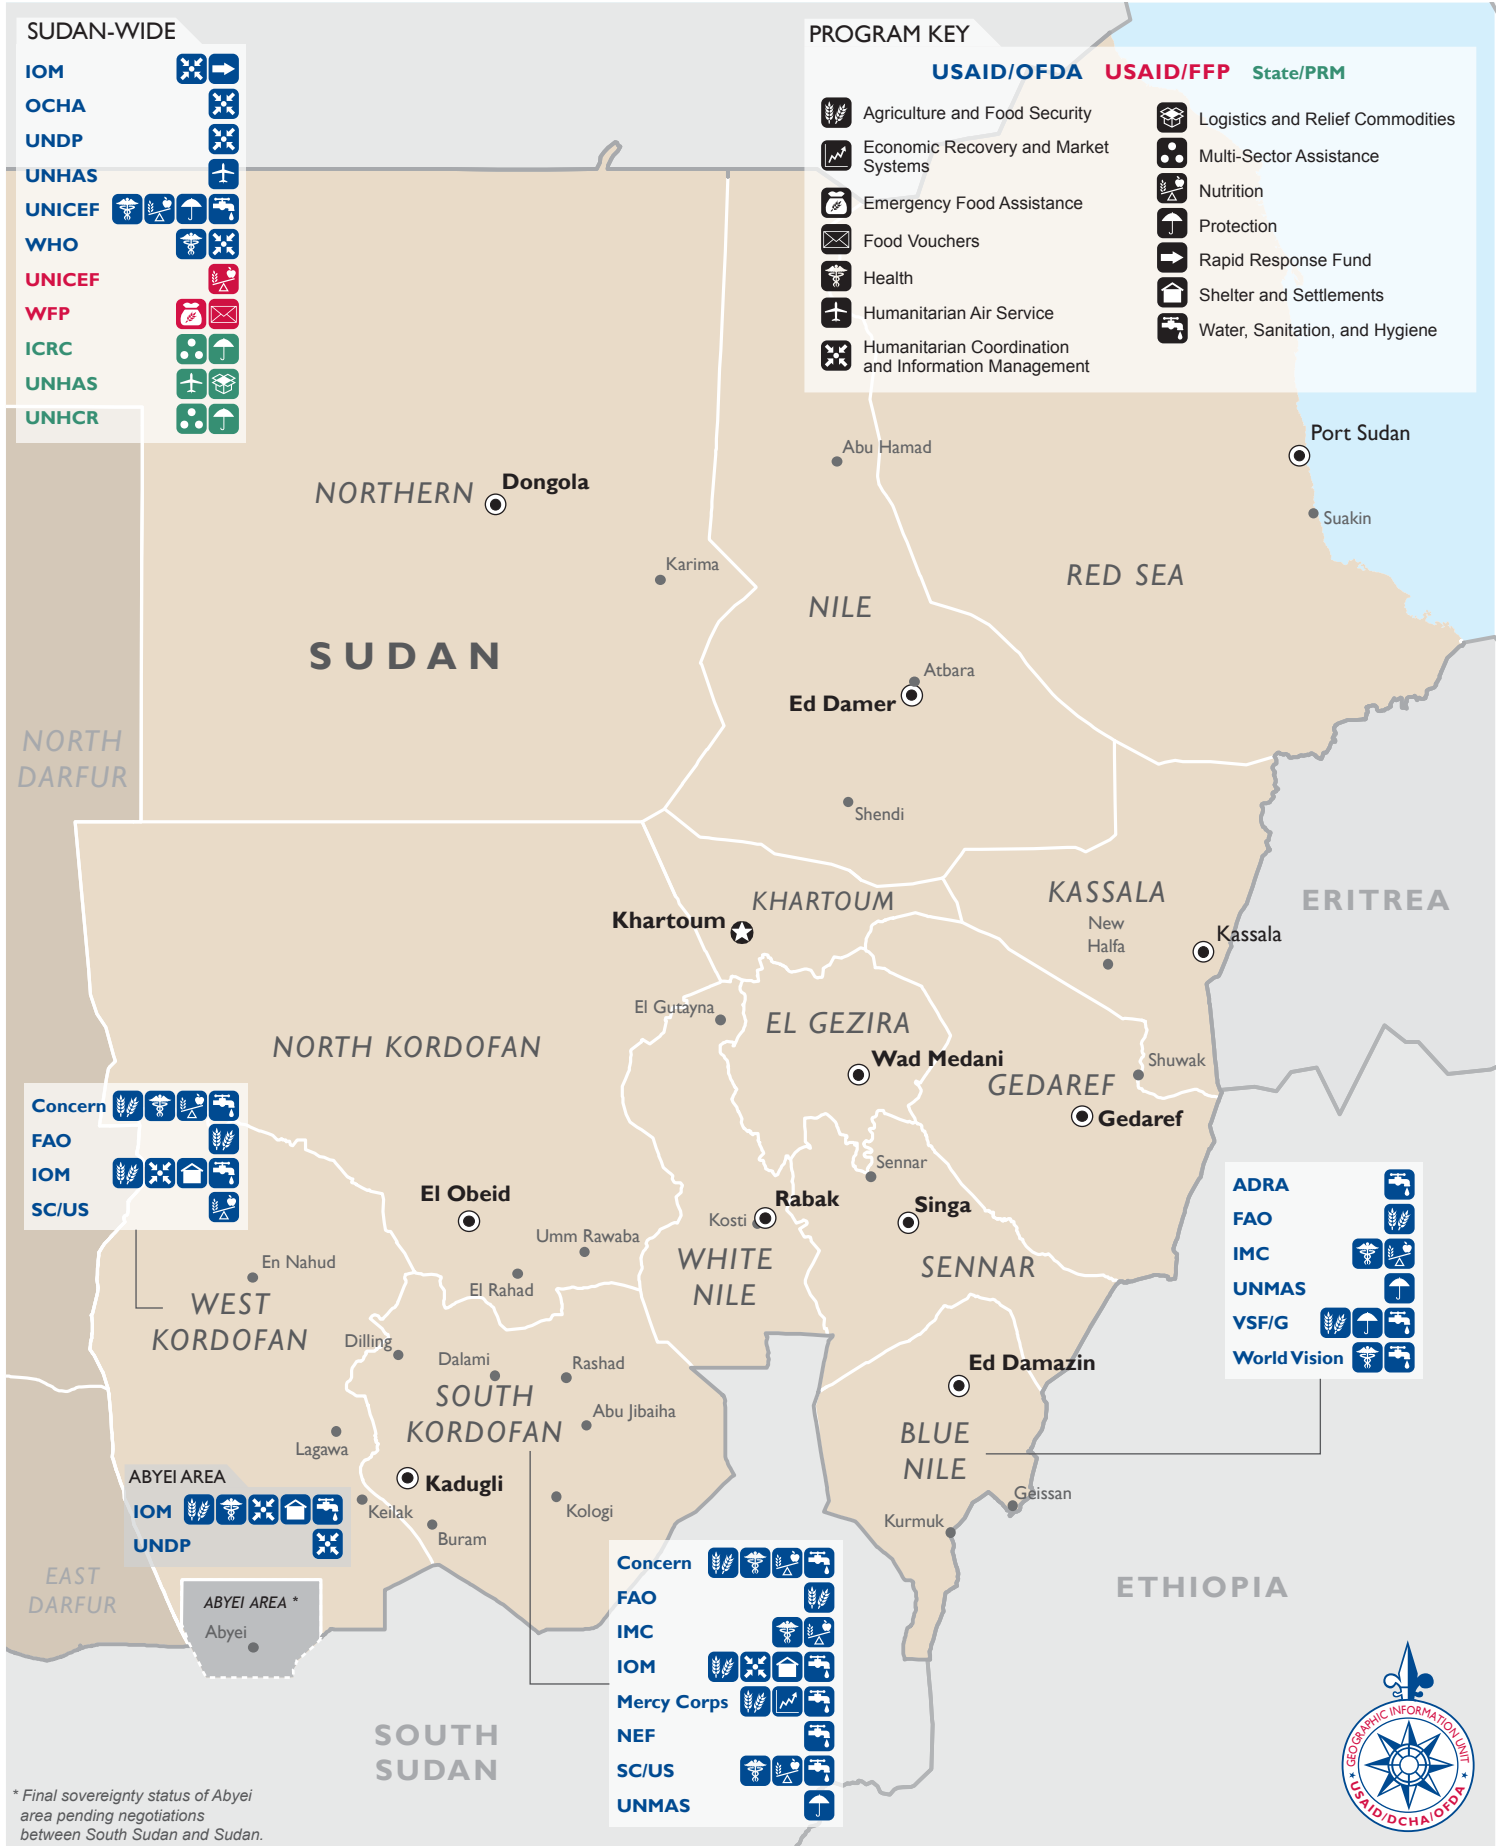 SUDAN-WIDE
IOM
OCHA
UNDP
UNHAS
UNICEF
WHO
UNICEF
WFP
ICRC
UNHAS
UNHCR
PROGRAM KEY
USAID/OFDA USAID/FFP State/PRM
Agriculture and Food Security
Economic Recovery and Market
Systems
Emergency Food Assistance
Food Vouchers
Health
Humanitarian Air Service
Humanitarian Coordination
and Information Management
Logistics and Relief Commodities
Multi-Sector Assistance
Nutrition
Protection
Rapid Response Fund
Shelter and Settlements
Water, Sanitation, and Hygiene
Port Sudan
Abu Hamad
Dongola
NORTHERN
Suakin
Karima
RED SEA
NILE
SUDAN
Atbara
Ed Damer
NORTH
DARFUR
Shendi
KHARTOUM
KASSALA
ERITREA
Khartoum
New
Halfa
Kassala
El Gutayna
EL GEZIRA
NORTH KORDOFAN
Wad Medani
Shuwak
GEDAREF
Gedaref
Concern
FAO
IOM
SC/US
Sennar
El Obeid
Rabak
Singa
Kosti
Umm Rawaba
WHITE
NILE
SENNAR
En Nahud
El Rahad
WEST
KORDOFAN
ADRA
FAO
IMC
UNMAS
VSF/G
World Vision
Dilling
Dalami
Rashad
Ed Damazin
SOUTH
KORDOFAN
Abu Jibaiha
BLUE
NILE
Lagawa
ABYEI AREA
IOM
UNDP
Kadugli
Keilak
Buram
Kologi
Geissan
Kurmuk
EAST
DARFUR
ABYEI AREA *
Abyei
Concern
FAO
IMC
IOM
Mercy Corps
NEF
SC/US
UNMAS
ETHIOPIA
SOUTH
SUDAN
GEOGRAPHIC INFORMATION UNIT
USAID/DCHA/OFDA
* Final sovereignty status of Abyei
area pending negotiations
between South Sudan and Sudan.